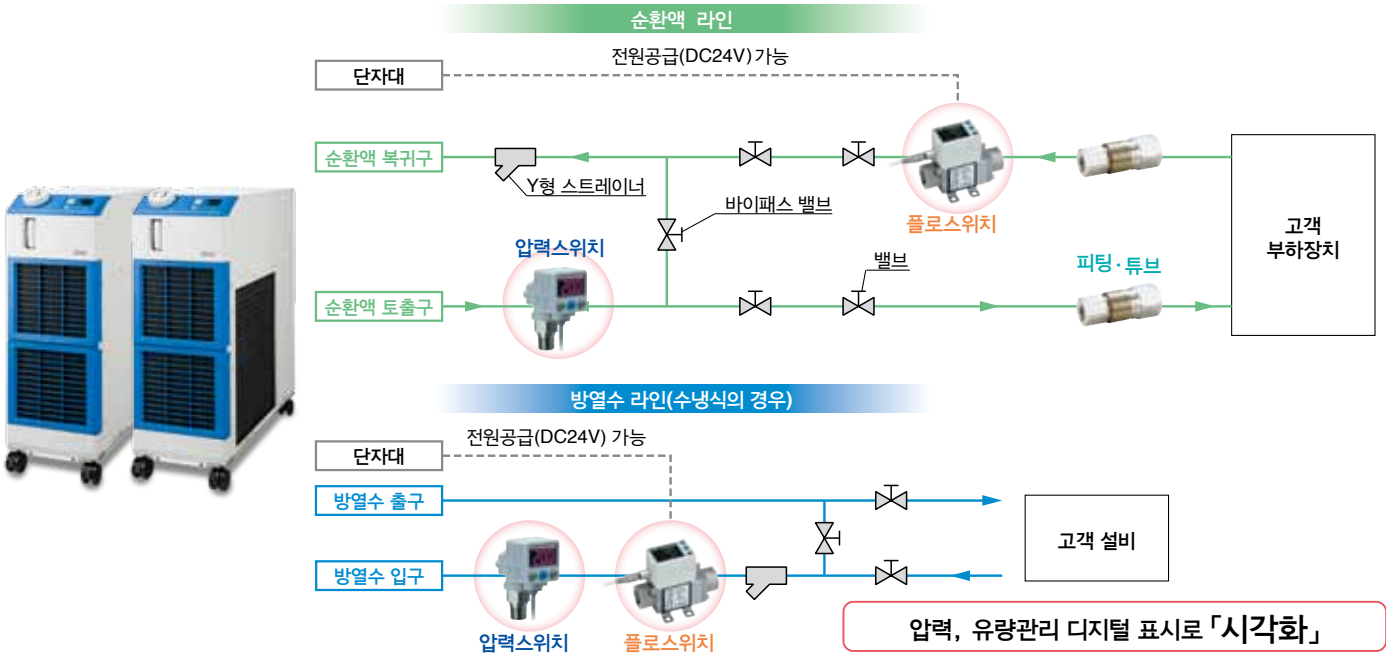 순환액 라인
전원공급(DC24V) 가능
단자대
순환액 복귀구
Y형 스트레이너
바이패스 밸브
플로스위치
고객
부하장치
압력스위치
밸브
피팅·튜브
순환액 토출구
방열수 라인(수냉식의 경우)
전원공급(DC24V) 가능
단자대
방열수 출구
고객 설비
방열수 입구
압력스위치
플로스위치
압력, 유량관리 디지털 표시로 「시각화」